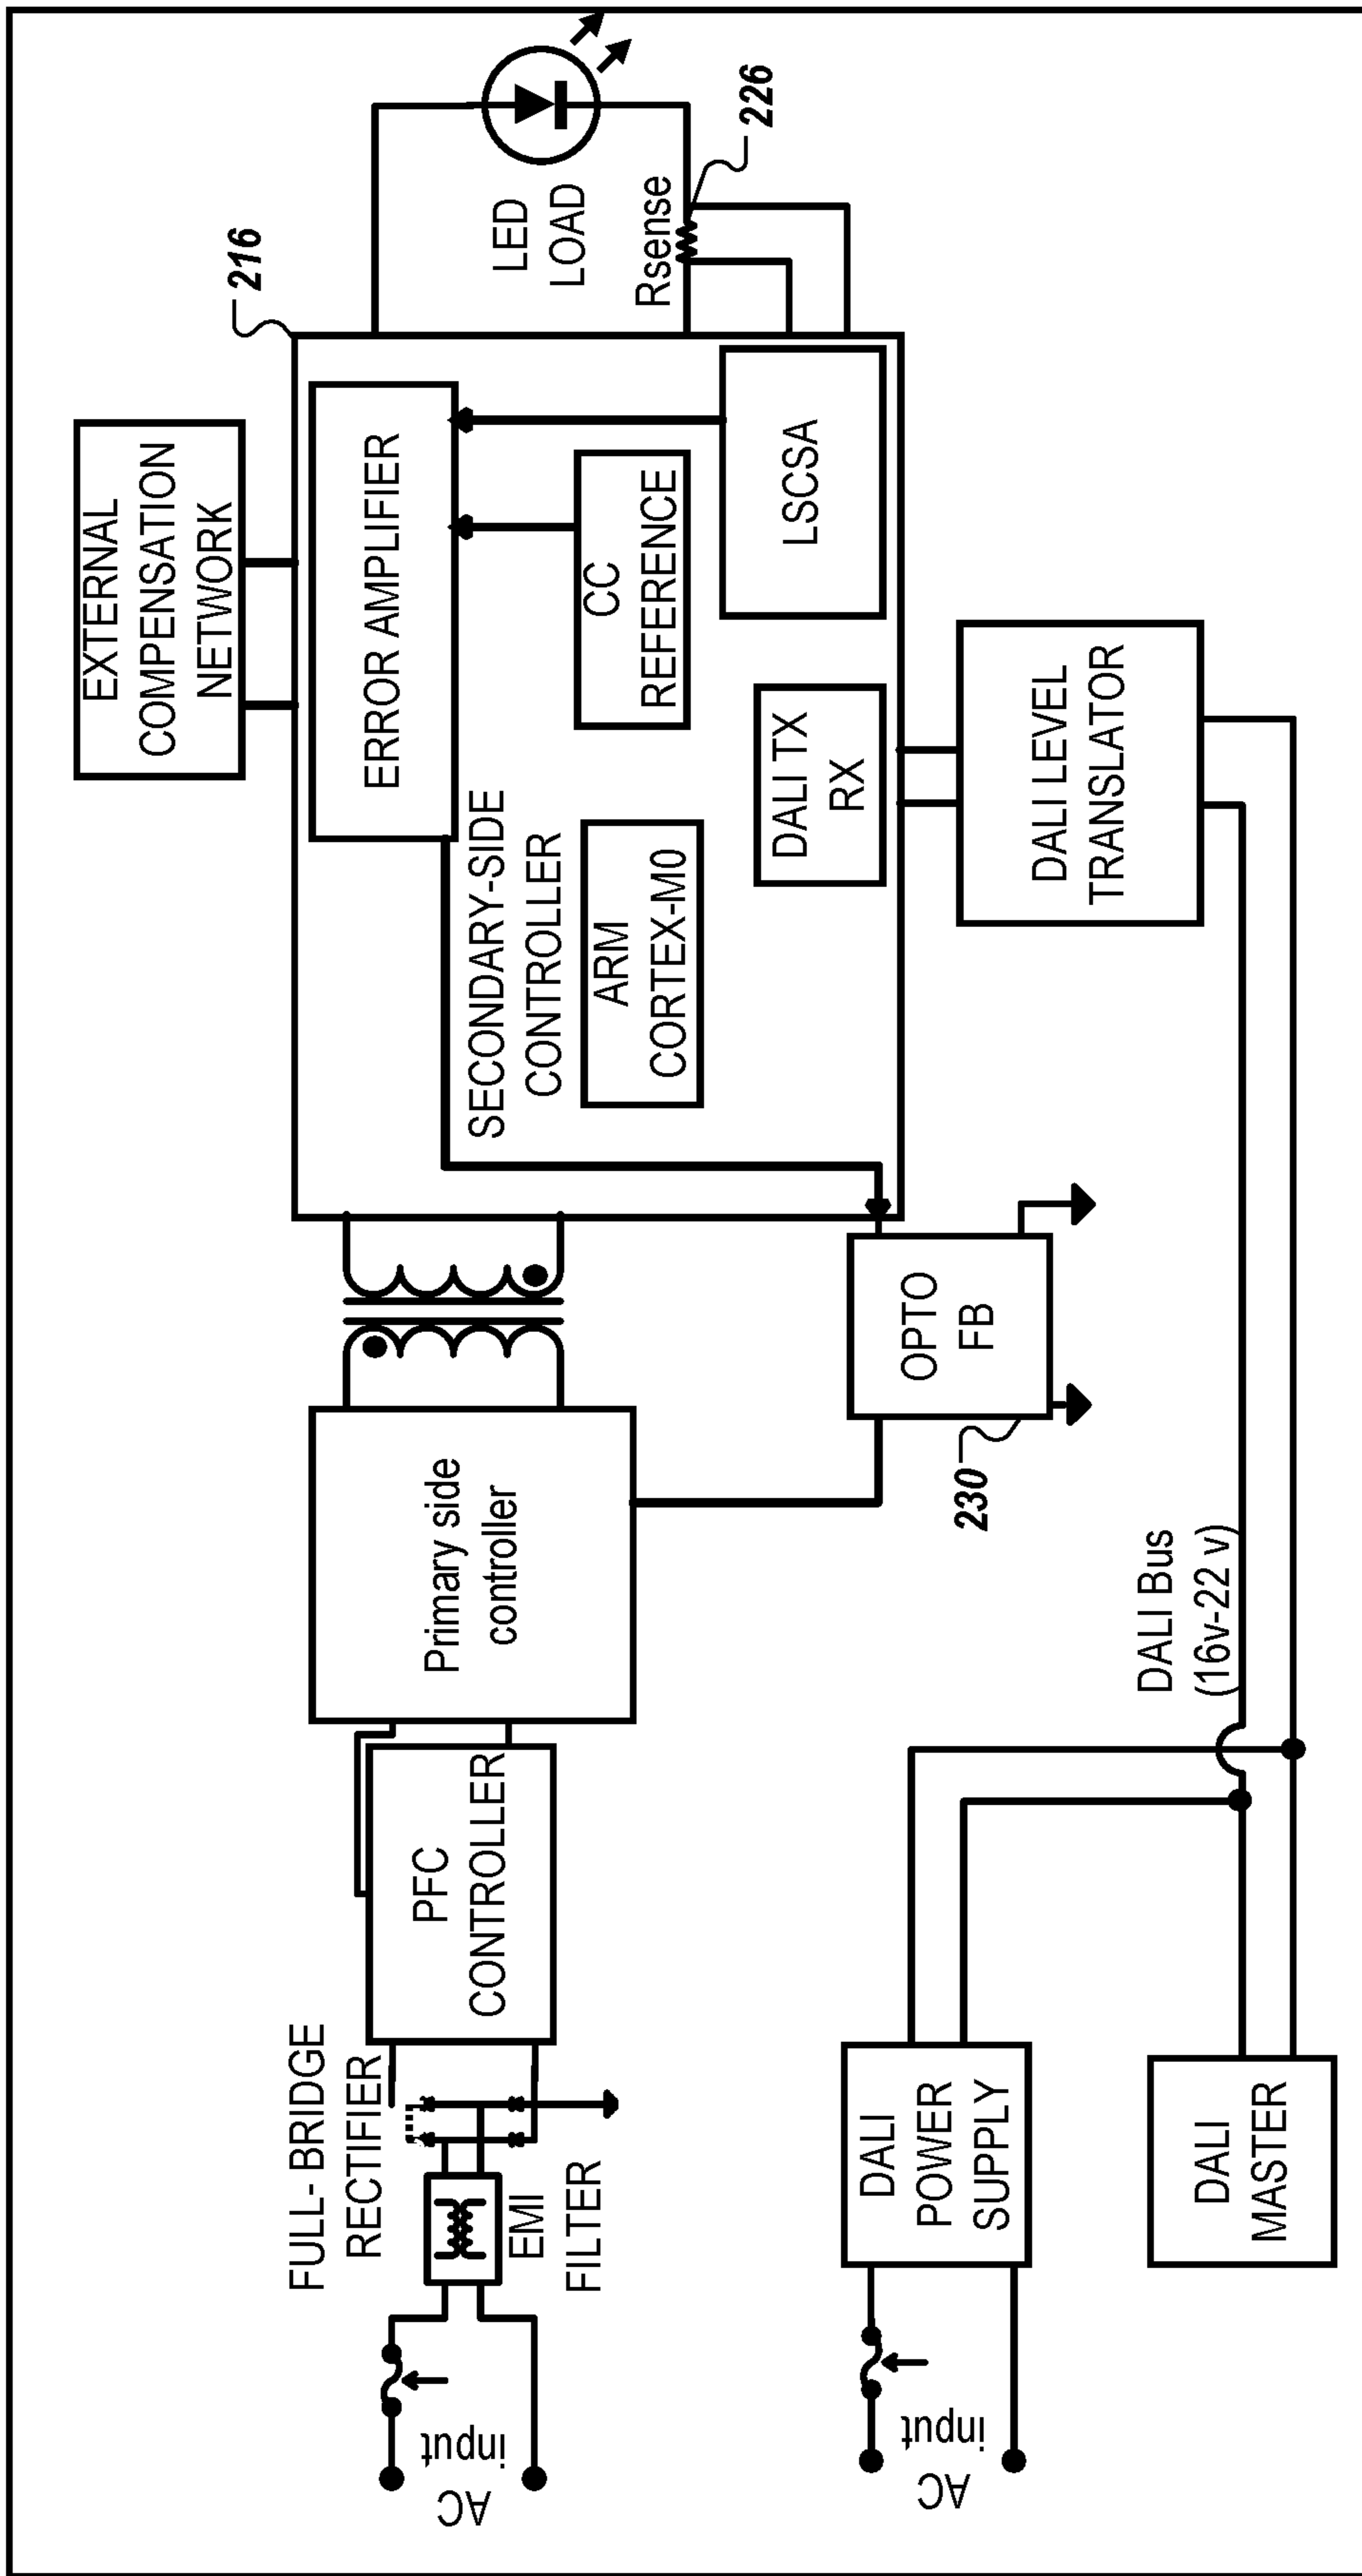 EXTERNAL
COMPENSATION
NETWORK
216
ERROR AMPLIFIER
SECONDARY-SIDE
CONTROLLER
CC
REFERENCE
ARM
CORTEX-M0
DALI TX
RX
LSCSA
LED
LOAD
Rsense
226
Primary side
controller
PFC
CONTROLLER
FULL- BRIDGE
RECTIFIER
EMI
FILTER
AC
input
OPTO
FB
230
DALI LEVEL
TRANSLATOR
DALI Bus
(16v-22 v)
DALI
POWER
SUPPLY
AC
input
DALI
MASTER